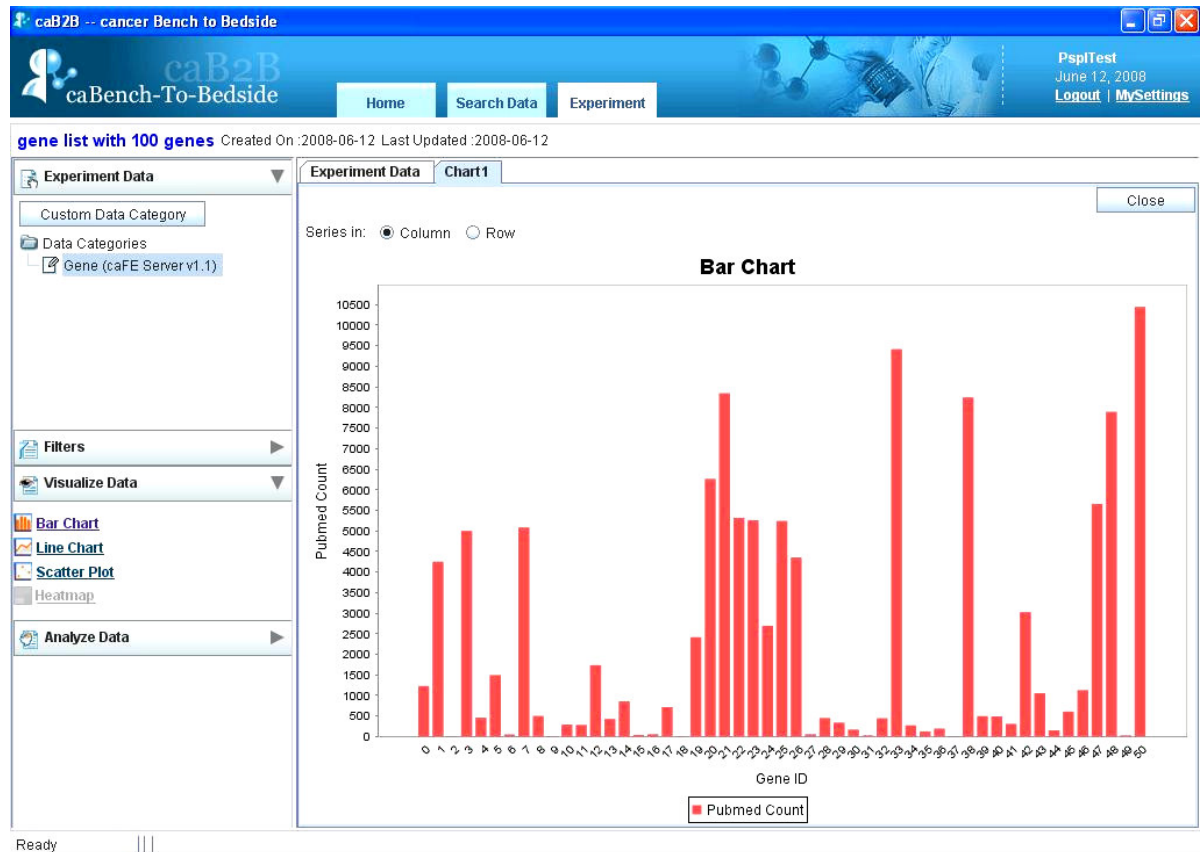 caB2B -- cancer Bench to Bedside
caB2B
caBench-To-Bedside
Home
Search Data
Experiment
PsplTest
June 12, 2008
Logout | MySettings
gene list with 100 genes Created On :2008-06-12 Last Updated :2008-06-12
Experiment Data
Custom Data Category
Data Categories
Gene (caFE Server v1.1)
Filters
Visualize Data
Bar Chart
Line Chart
Scatter Plot
Heatmap
Analyze Data
Experiment Data
Chart1
Close
Series in: Column Row
Bar Chart
Pubmed Count
10500
10000
9500
9000
8500
8000
7500
7000
6500
6000
5500
5000
4500
4000
3500
3000
2500
2000
1500
1000
500
0
0 1 2 3 4 5 6 7 8 9 10 11 12 13 14 15 16 17 18 19 20 21 22 23 24 25 26 27 28 29 30 31 32 33 34 35 36 37 38 39 40 41 42 43 44 45 46 47 48 49 50
Gene ID
Pubmed Count
Ready